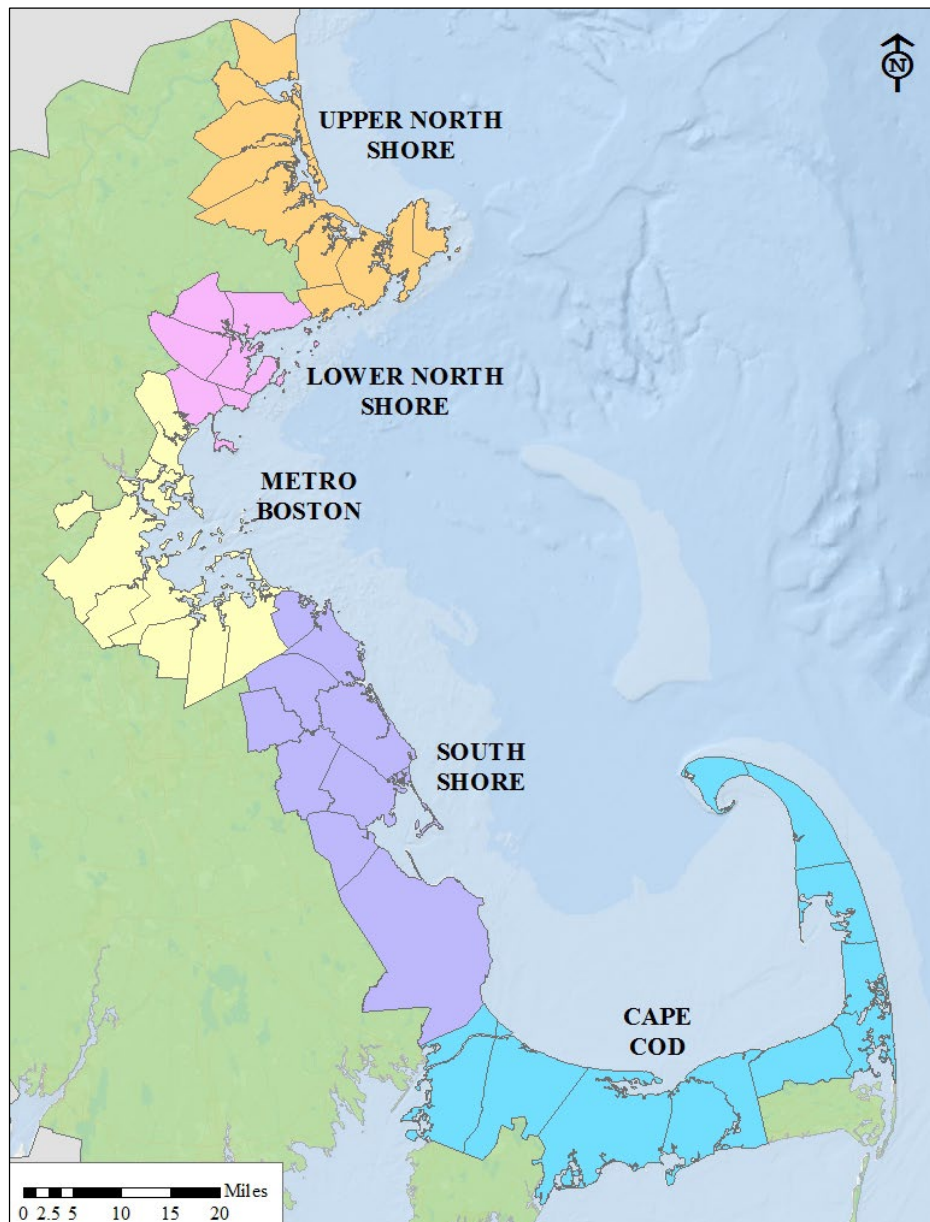 N
UPPER NORTH
SHORE
LOWER NORTH
SHORE
METRO
BOSTON
SOUTH
SHORE
CAPE
COD
Miles
0 2.5 5 10 15 20